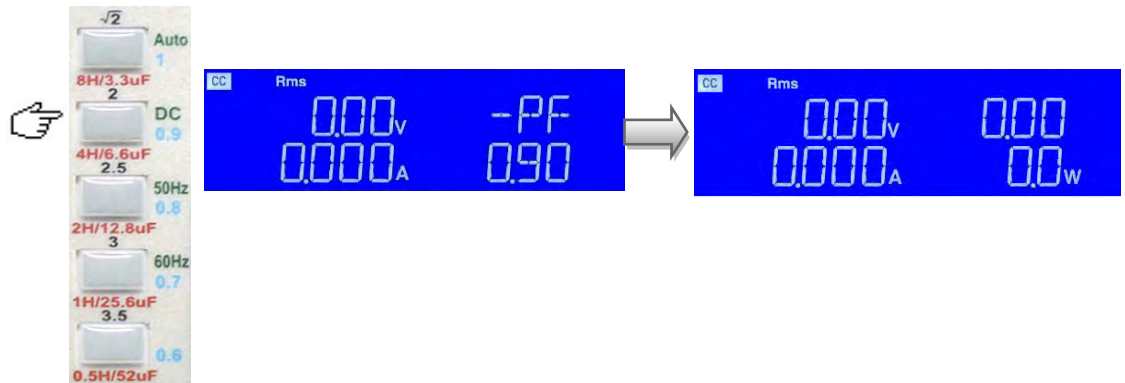 √2
Auto
1
8H/3.3uF
2
DC
0.9
4H/6.6uF
2.5
50Hz
0.8
2H/12.8uF
3
60Hz
0.7
1H/25.6uF
3.5
0.6
0.5H/52uF
CC Rms
0.00V -PF
0.000A 0.90
CC Rms
0.00V 0.00
0.000A 0.0W